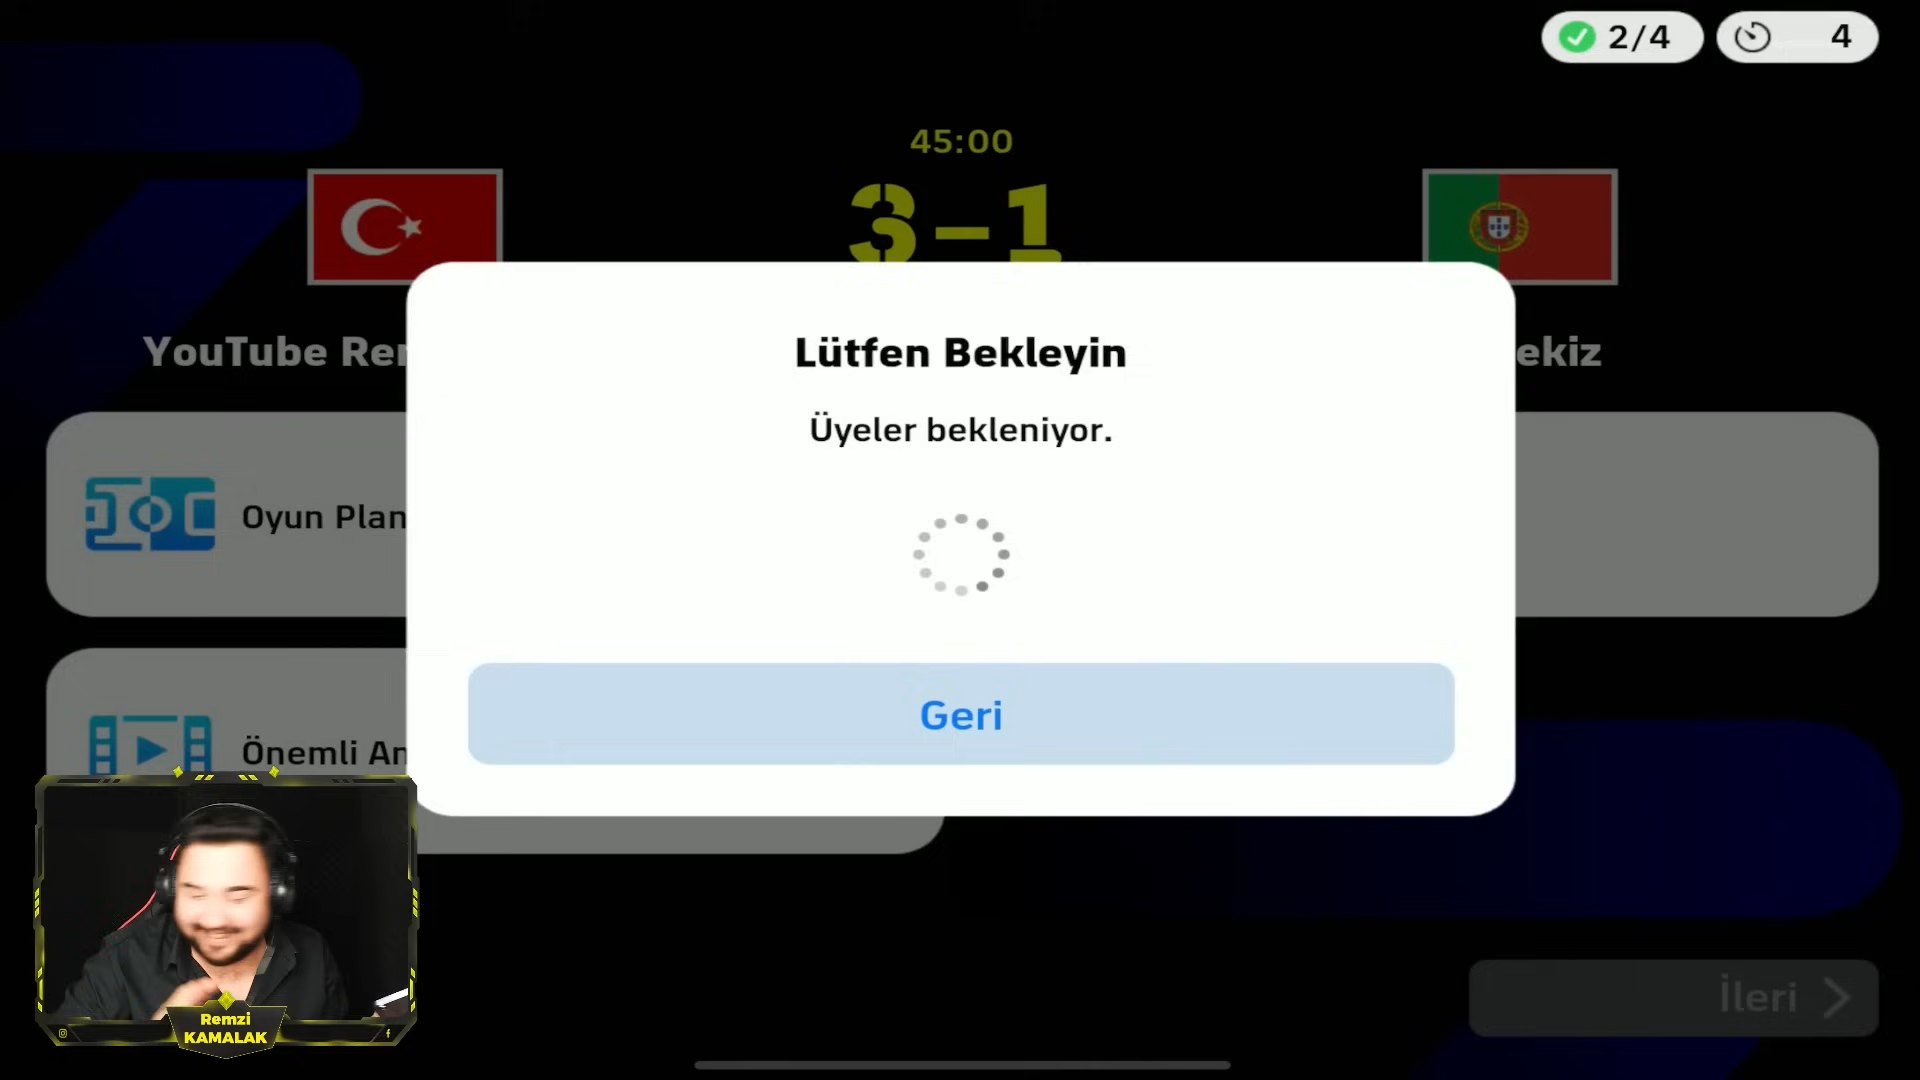 2/4
4
45:00
3-1
YouTube Rer
ekiz
Lütfen Bekleyin
Üyeler bekleniyor.
Oyun Plan
Geri
Önemli An
İleri
Remzi
KAMALAK